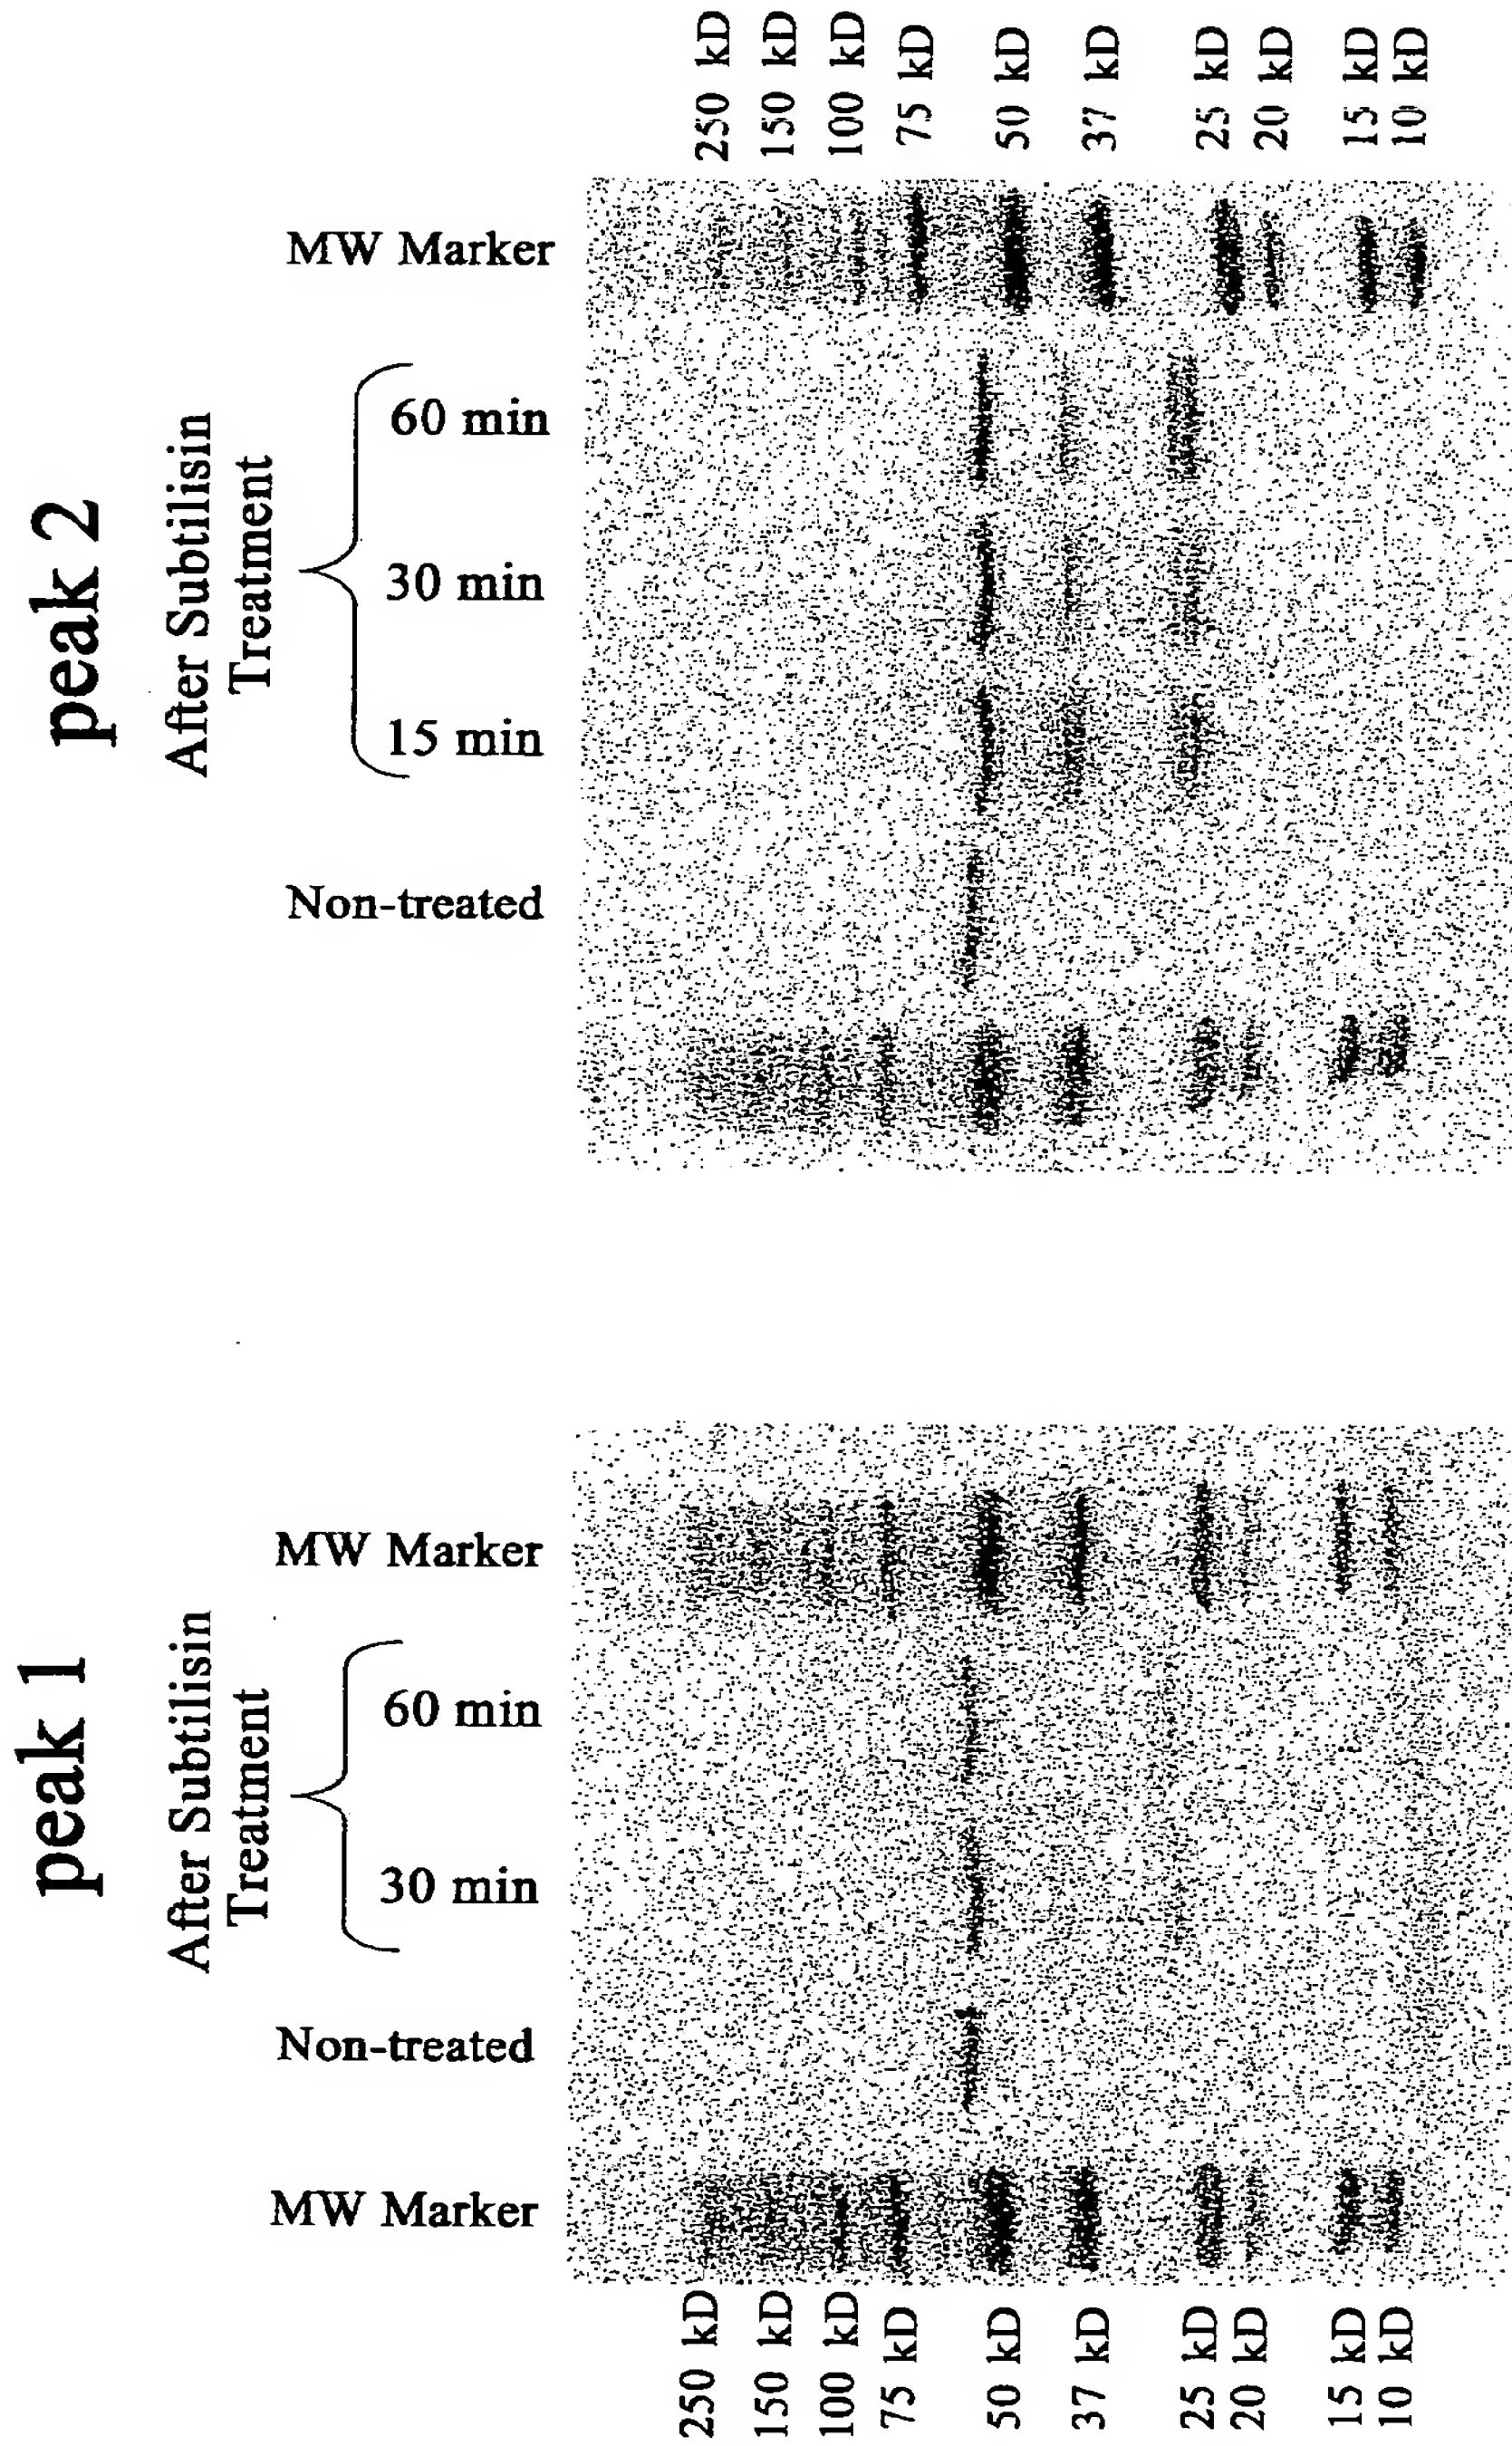 peak 1
After Subtilisin
Treatment
MW Marker
Non-treated
30 min
60 min
MW Marker
250 kD
150 kD
100 kD
75 kD
50 kD
37 kD
25 kD
20 kD
15 kD
10 kD
peak 2
After Subtilisin
Treatment
Non-treated
15 min
30 min
60 min
MW Marker
250 kD
150 kD
100 kD
75 kD
50 kD
37 kD
25 kD
20 kD
15 kD
10 kD